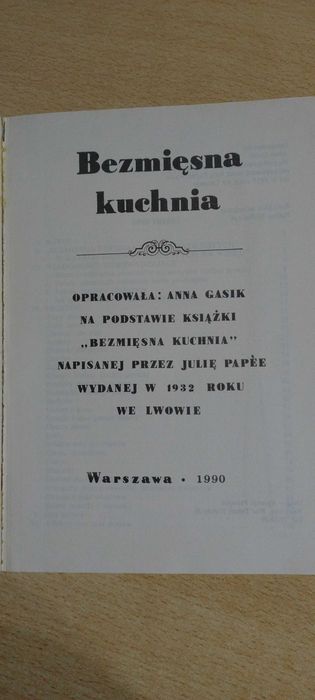 Bezmięsna
kuchnia
OPRACOWAŁA: ANNA GASIK
NA PODSTAWIE KSIĄŻKI
„BEZMIĘSNA KUCHNIA”
NAPISANEJ PRZEZ JULIĘ PAPÈE
WYDANEJ W 1932 ROKU
WE LWOWIE
Warszawa • 1990